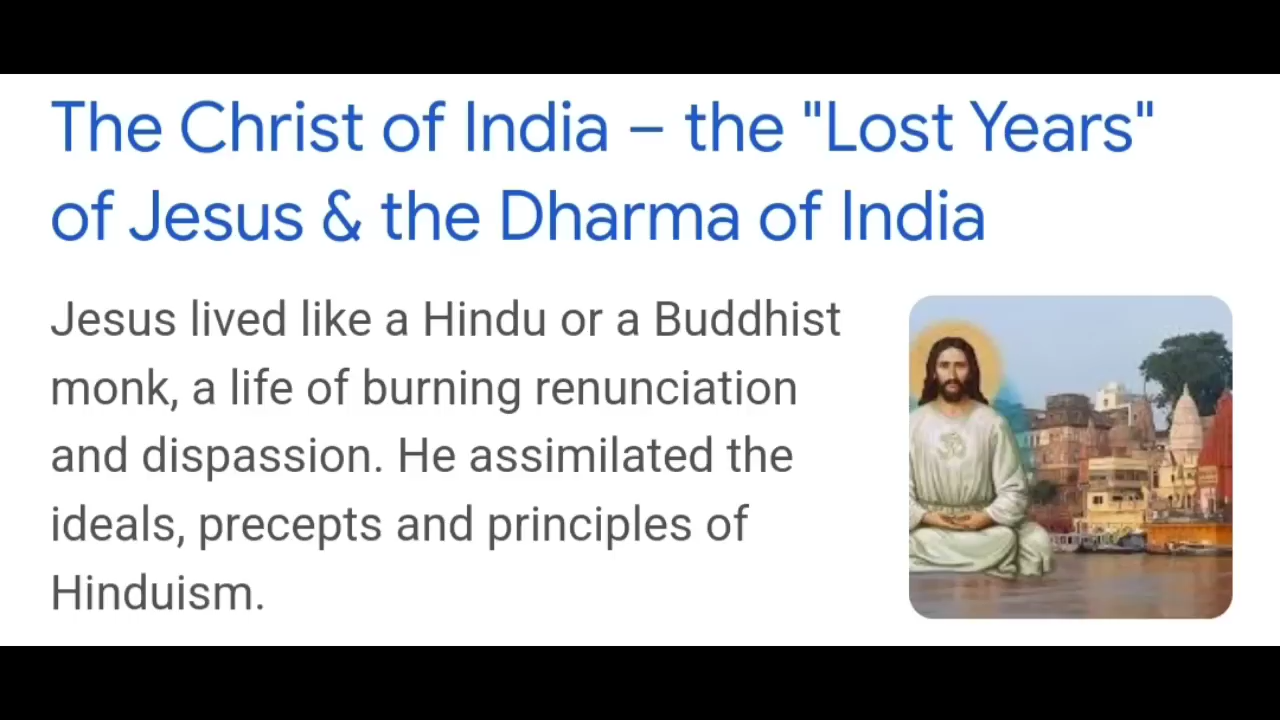 The Christ of India – the "Lost Years"
of Jesus & the Dharma of India
Jesus lived like a Hindu or a Buddhist
monk, a life of burning renunciation
and dispassion. He assimilated the
ideals, precepts and principles of
Hinduism.
ॐ